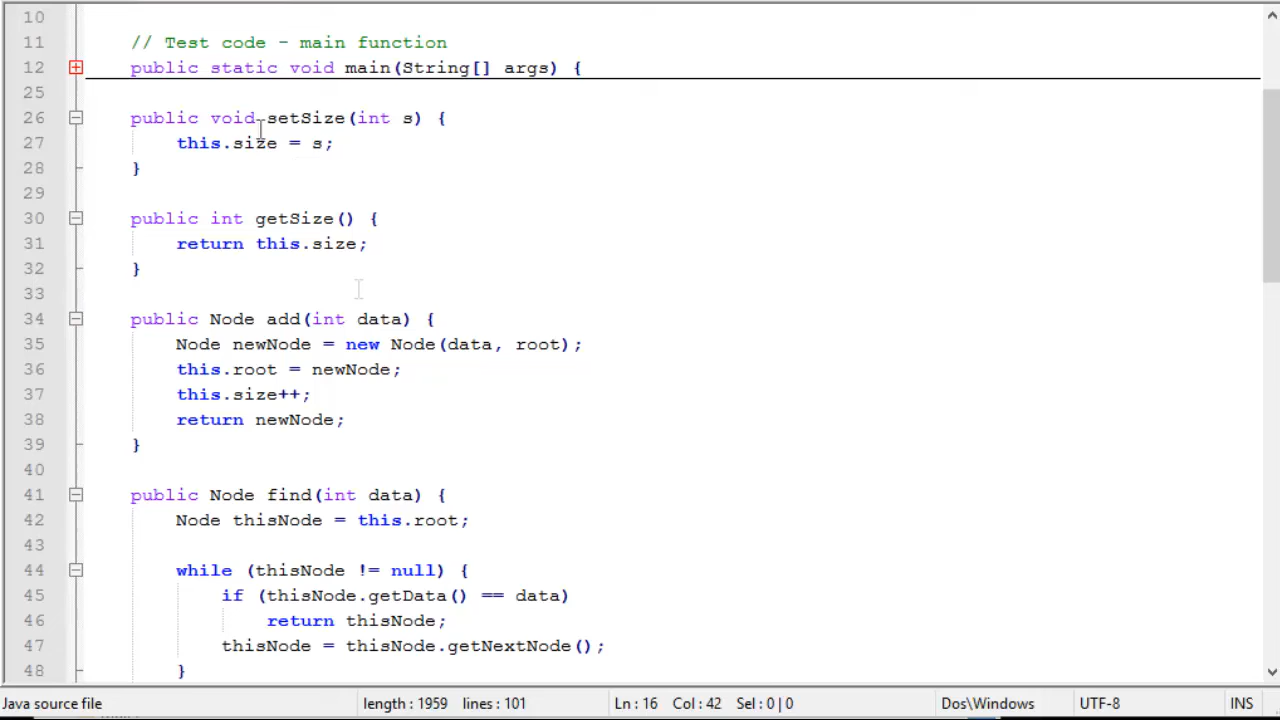 10
11 // Test code - main function
12 public static void main(String[] args) {
25
26 public void setSize(int s) {
27 this.size = s;
28 }
29
30 public int getSize() {
31 return this.size;
32 }
33
34 public Node add(int data) {
35 Node newNode = new Node(data, root);
36 this.root = newNode;
37 this.size++;
38 return newNode;
39 }
40
41 public Node find(int data) {
42 Node thisNode = this.root;
43
44 while (thisNode != null) {
45 if (thisNode.getData() == data)
46 return thisNode;
47 thisNode = thisNode.getNextNode();
48 }
Java source file length : 1959 lines : 101 Ln : 16 Col : 42 Sel : 0 | 0 Dos\Windows UTF-8 INS